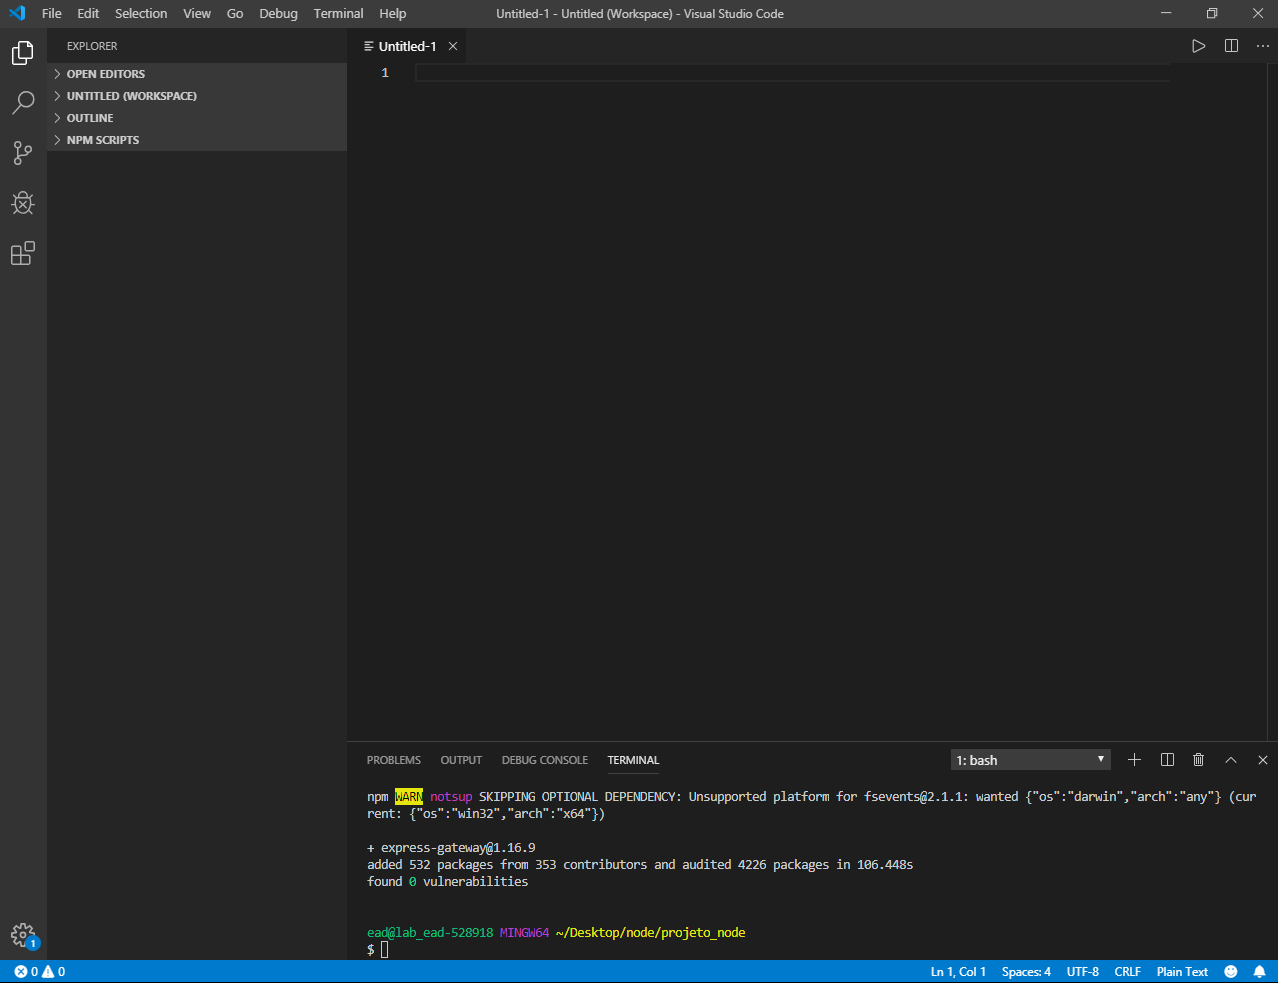 File Edit Selection View Go Debug Terminal Help
Untitled-1 - Untitled (Workspace) - Visual Studio Code
EXPLORER
OPEN EDITORS
UNTITLED (WORKSPACE)
OUTLINE
NPM SCRIPTS
Untitled-1
1
PROBLEMS OUTPUT DEBUG CONSOLE TERMINAL
1: bash
npm WARN notsup SKIPPING OPTIONAL DEPENDENCY: Unsupported platform for fsevents@2.1.1: wanted {"os":"darwin","arch":"any"} (cur
rent: {"os":"win32","arch":"x64"})
+ express-gateway@1.16.9
added 532 packages from 353 contributors and audited 4226 packages in 106.448s
found 0 vulnerabilities
ead@lab_ead-528918 MINGW64 ~/Desktop/node/projeto_node
$
1
0 0
Ln 1, Col 1 Spaces: 4 UTF-8 CRLF Plain Text